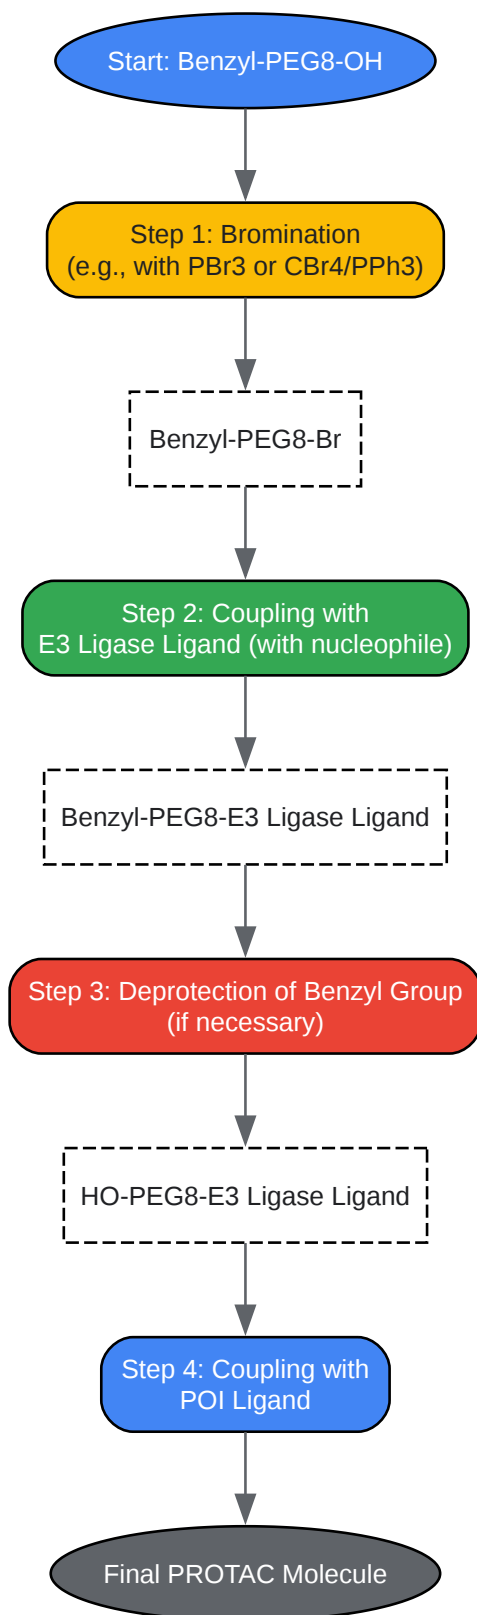 Start: Benzyl-PEG8-OH
Step 1: Bromination
(e.g., with PBr3 or CBr4/PPh3)
Benzyl-PEG8-Br
Step 2: Coupling with
E3 Ligase Ligand (with nucleophile)
Benzyl-PEG8-E3 Ligase Ligand
Step 3: Deprotection of Benzyl Group
(if necessary)
HO-PEG8-E3 Ligase Ligand
Step 4: Coupling with
POI Ligand
Final PROTAC Molecule